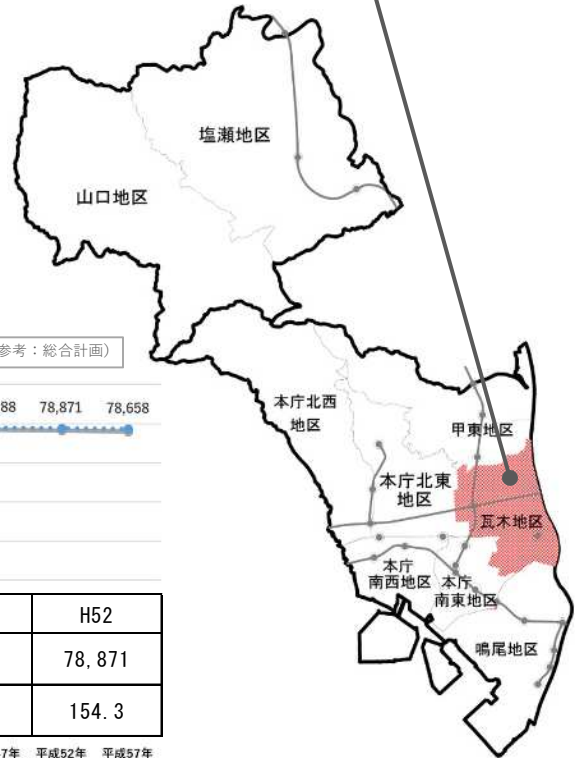 塩瀬地区
山口地区
参考：総合計画）
88 78,871 78,658
本庁北西
地区
甲東地区
本庁北東
地区
瓦木地区
本庁
南西地区
本庁
南東地区
鳴尾地区
H52
78,871
154.3
7年 平成52年 平成57年